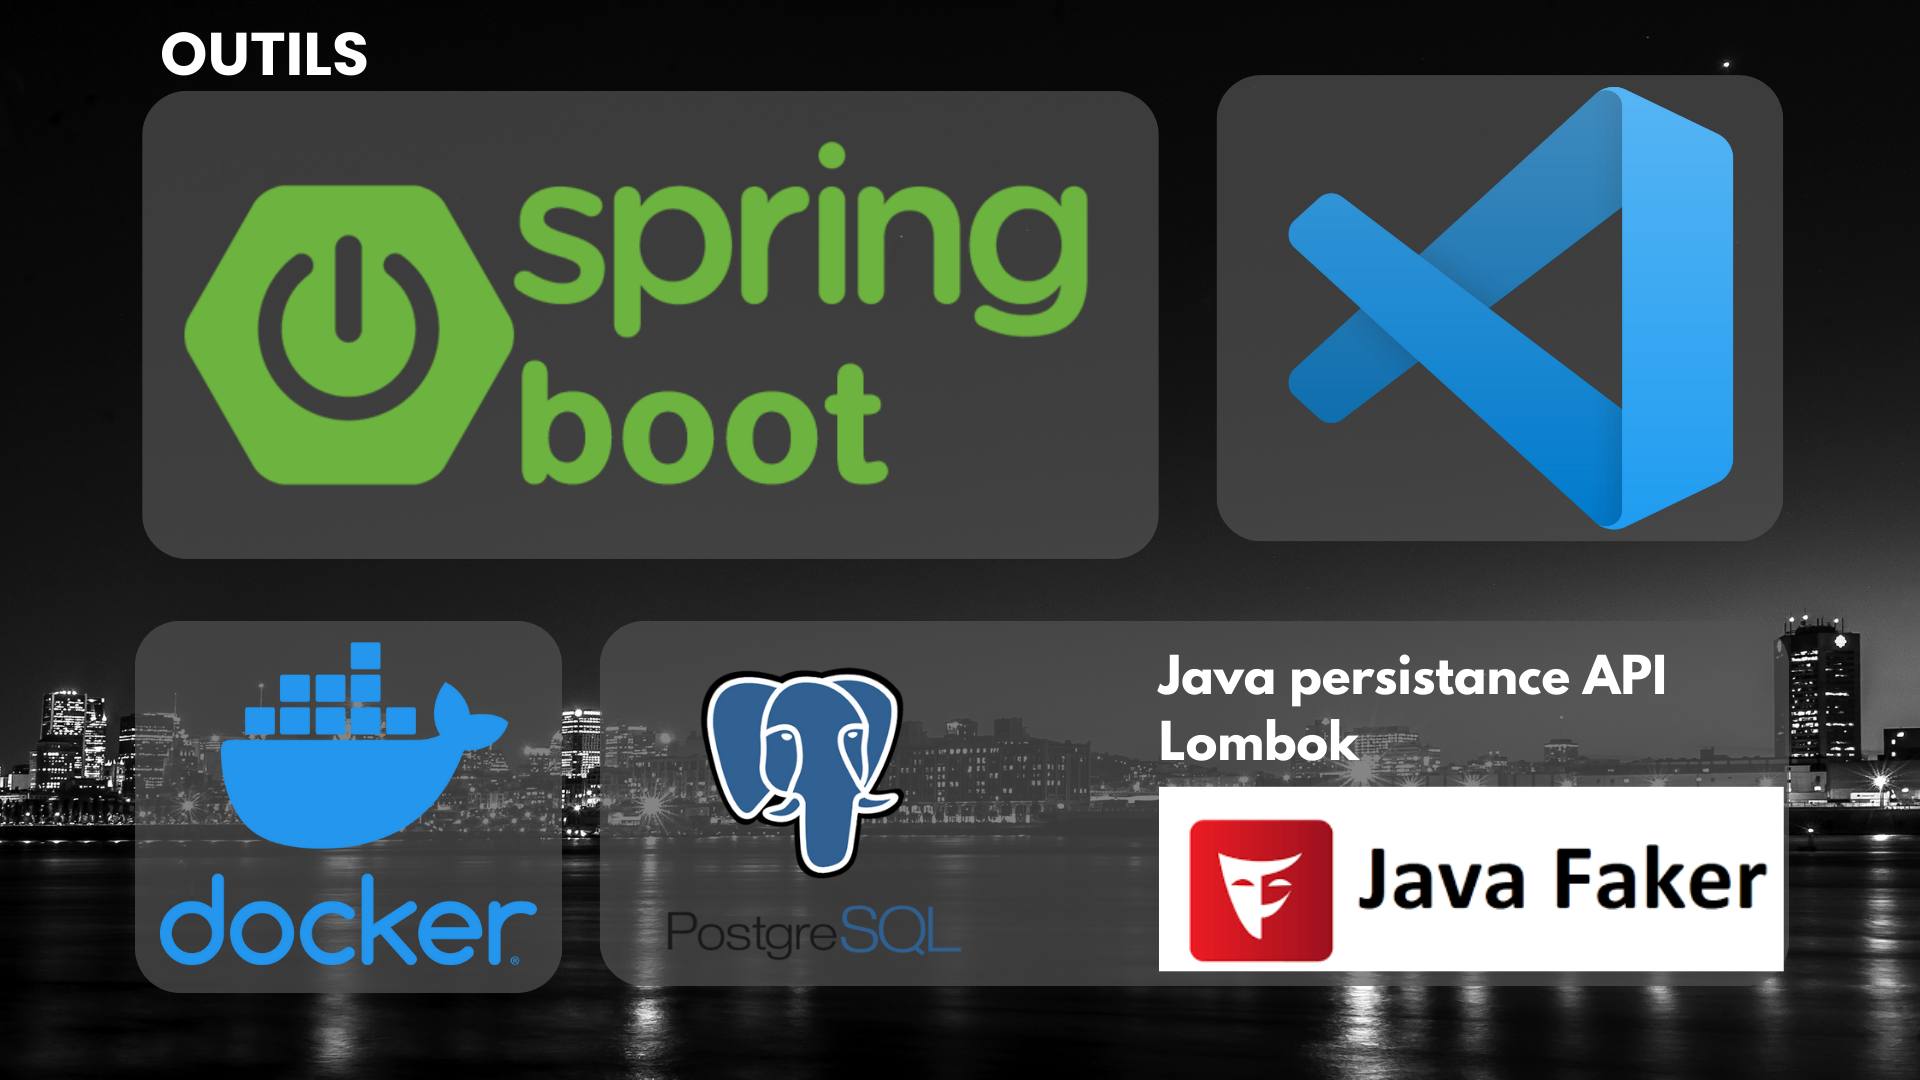 OUTILS
spring
boot
docker
®
PostgreSQL
Java persistance API
Lombok
Java Faker